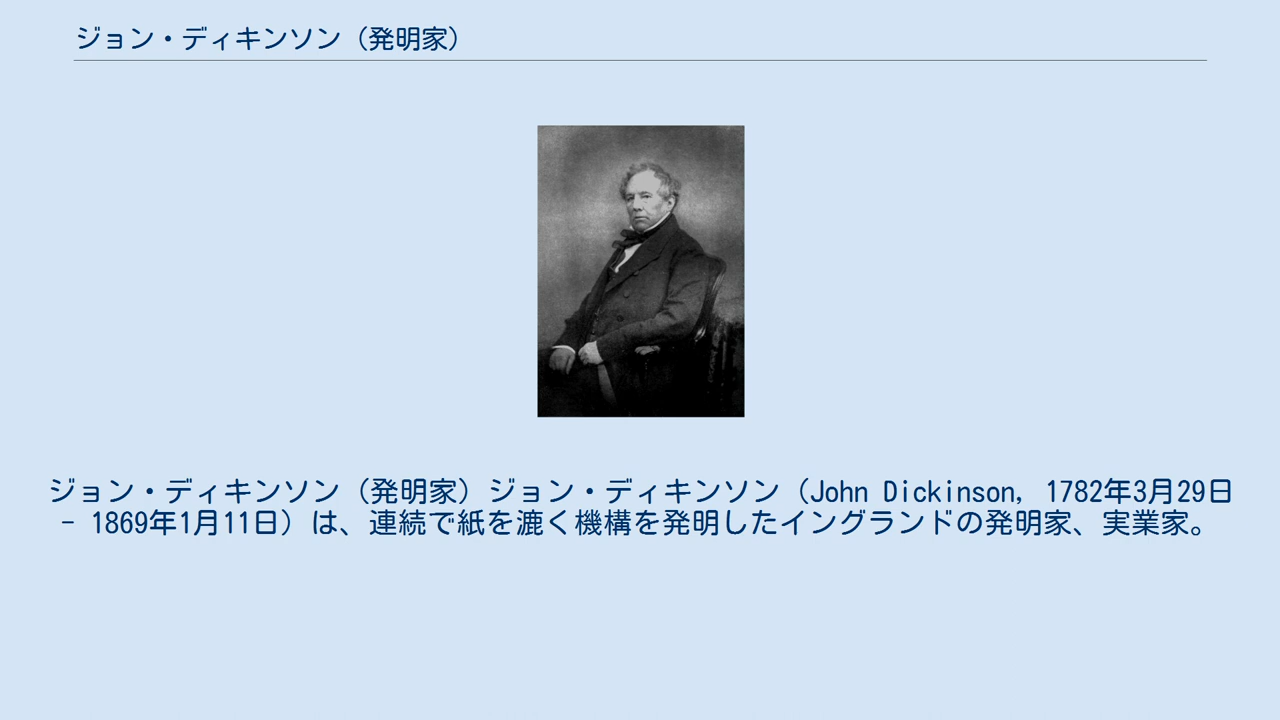 ジョン・ディキンソン（発明家）
ジョン・ディキンソン（発明家）ジョン・ディキンソン（John Dickinson, 1782年3月29日
- 1869年1月11日）は、連続で紙を漉く機構を発明したイングランドの発明家、実業家。